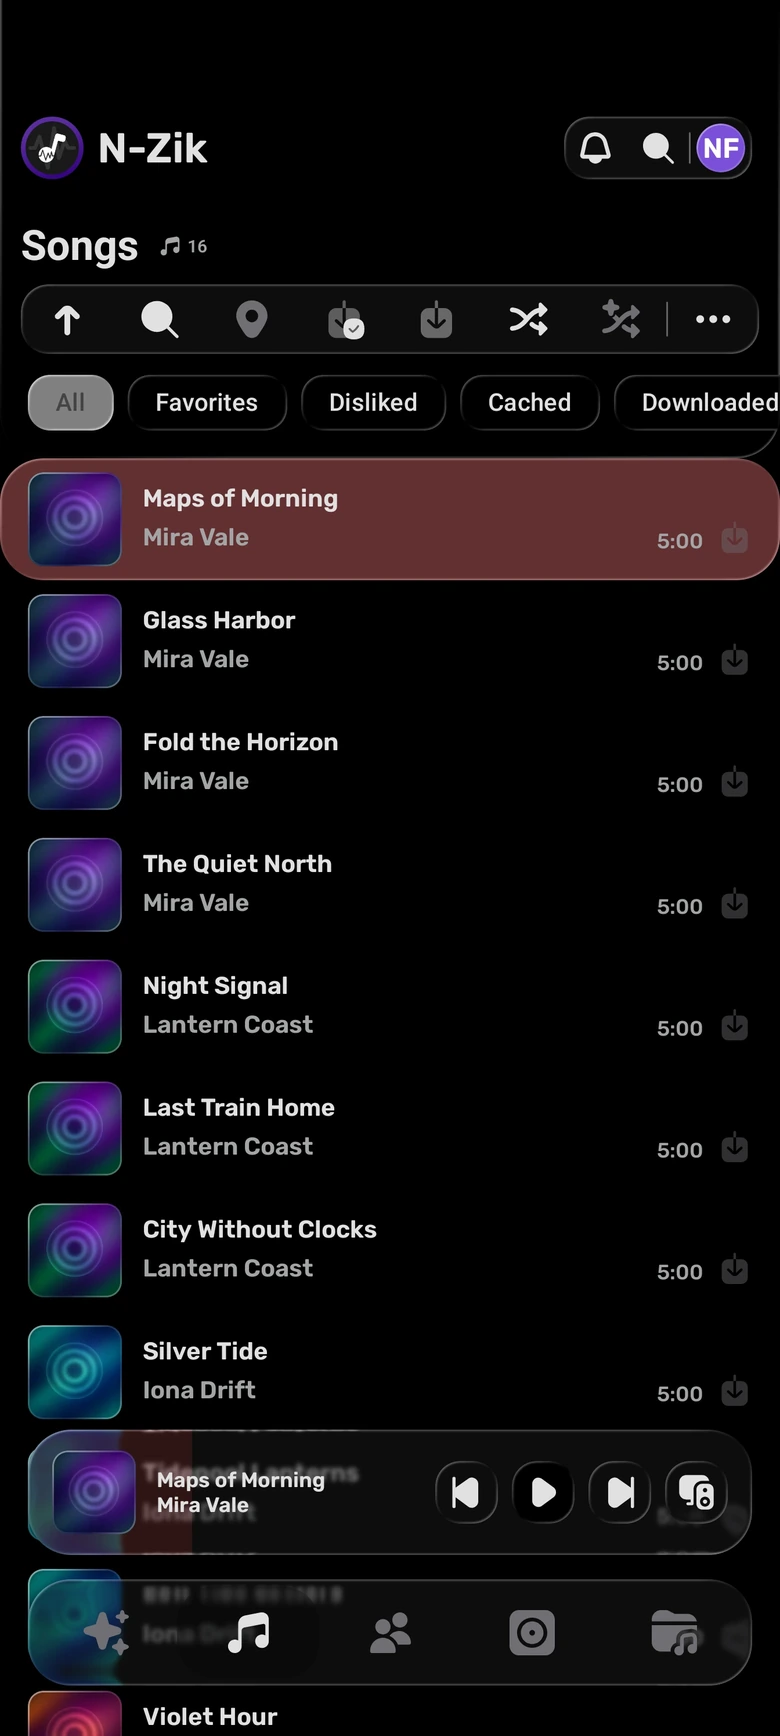 N-Zik
NF
Songs
16
All
Favorites
Disliked
Cached
Downloaded
Maps of Morning
Mira Vale
5:00
Glass Harbor
Mira Vale
5:00
Fold the Horizon
Mira Vale
5:00
The Quiet North
Mira Vale
5:00
Night Signal
Lantern Coast
5:00
Last Train Home
Lantern Coast
5:00
City Without Clocks
Lantern Coast
5:00
Silver Tide
Iona Drift
5:00
Maps of Morning
Mira Vale
Violet Hour